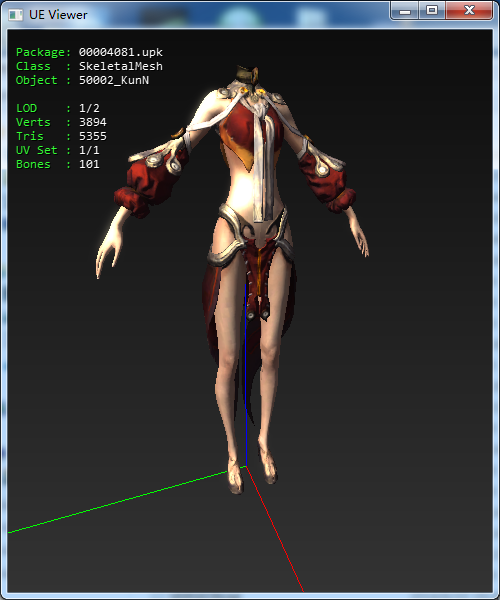 UE Viewer
Package: 00004081.upk
Class : SkeletalMesh
Object : 50002_KunN
LOD : 1/2
Verts : 3894
Tris : 5355
UV Set : 1/1
Bones : 101